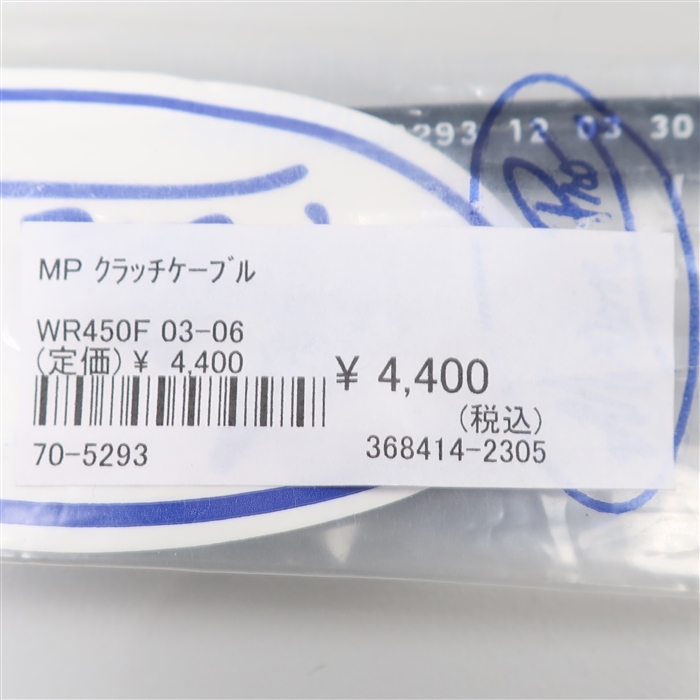 0293 12 03 30
MP クラッチケーブル
WR450F 03-06
(定価)¥ 4,400
¥ 4,400
(税込)
70-5293
368414-2305